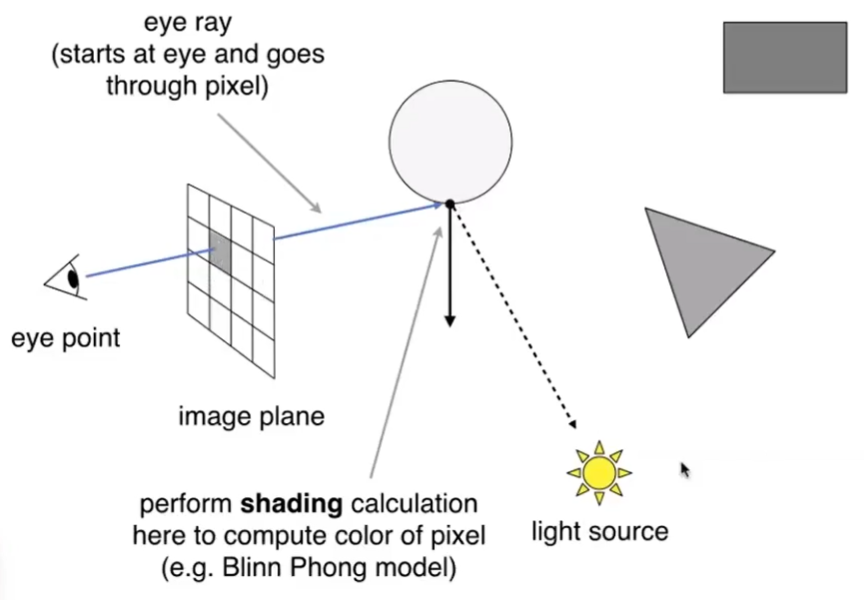 eye ray
(starts at eye and goes
through pixel)
eye point
image plane
perform shading calculation
here to compute color of pixel
(e.g. Blinn Phong model)
light source